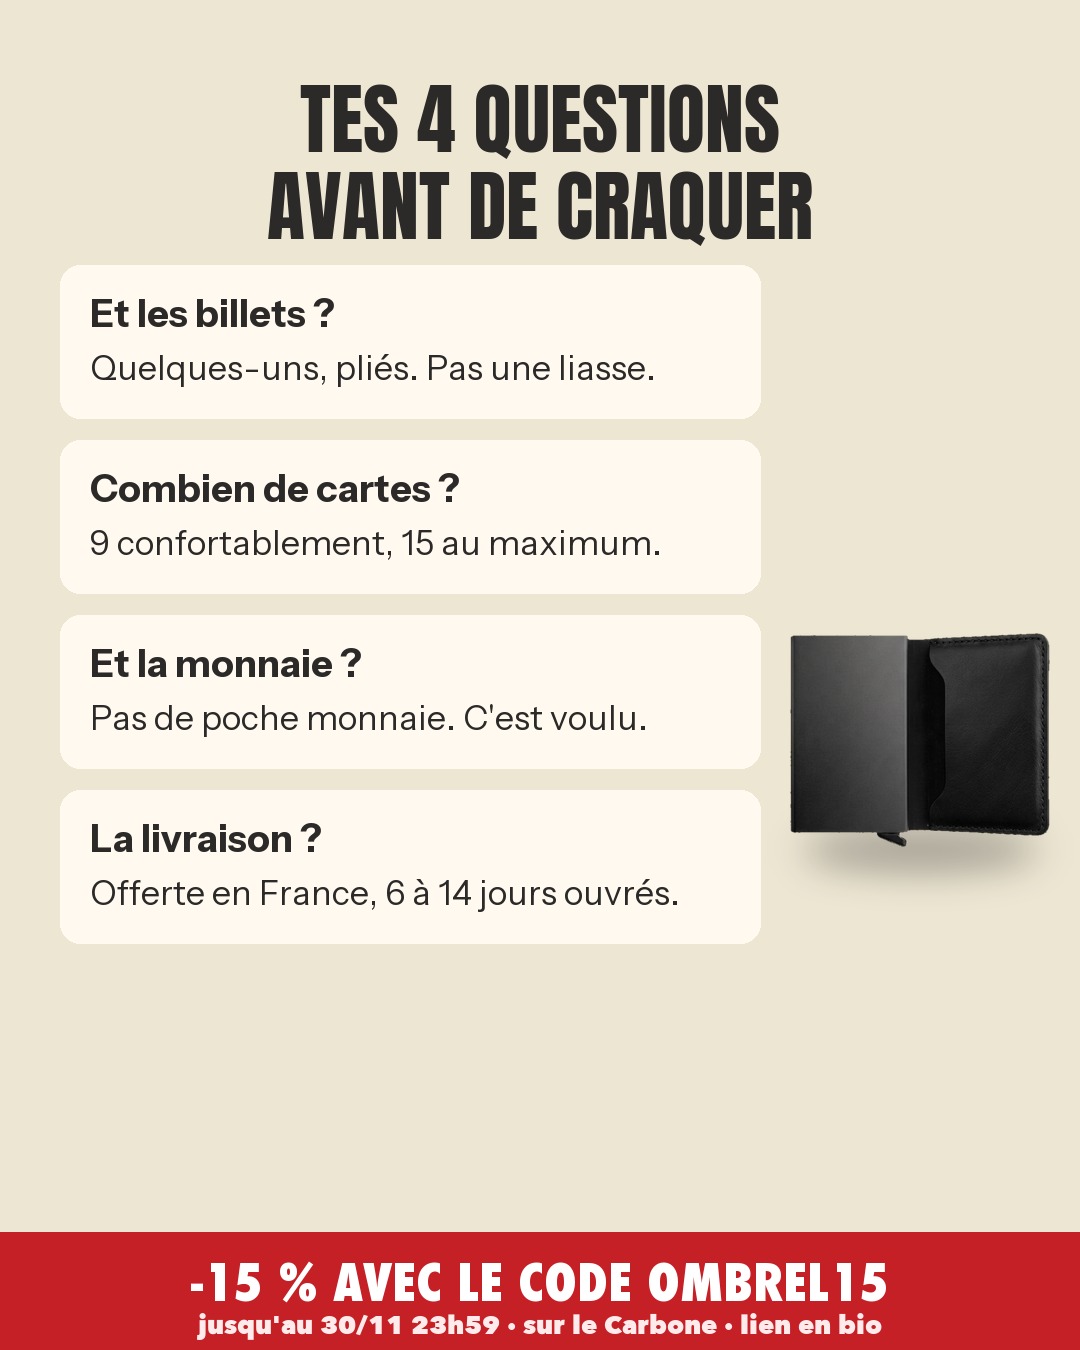 TES 4 QUESTIONS
AVANT DE CRAQUER
Et les billets ?
Quelques-uns, pliés. Pas une liasse.
Combien de cartes ?
9 confortablement, 15 au maximum.
Et la monnaie ?
Pas de poche monnaie. C'est voulu.
La livraison ?
Offerte en France, 6 à 14 jours ouvrés.
-15 % AVEC LE CODE OMBREL15
jusqu'au 30/11 23h59 • sur le Carbone • lien en bio